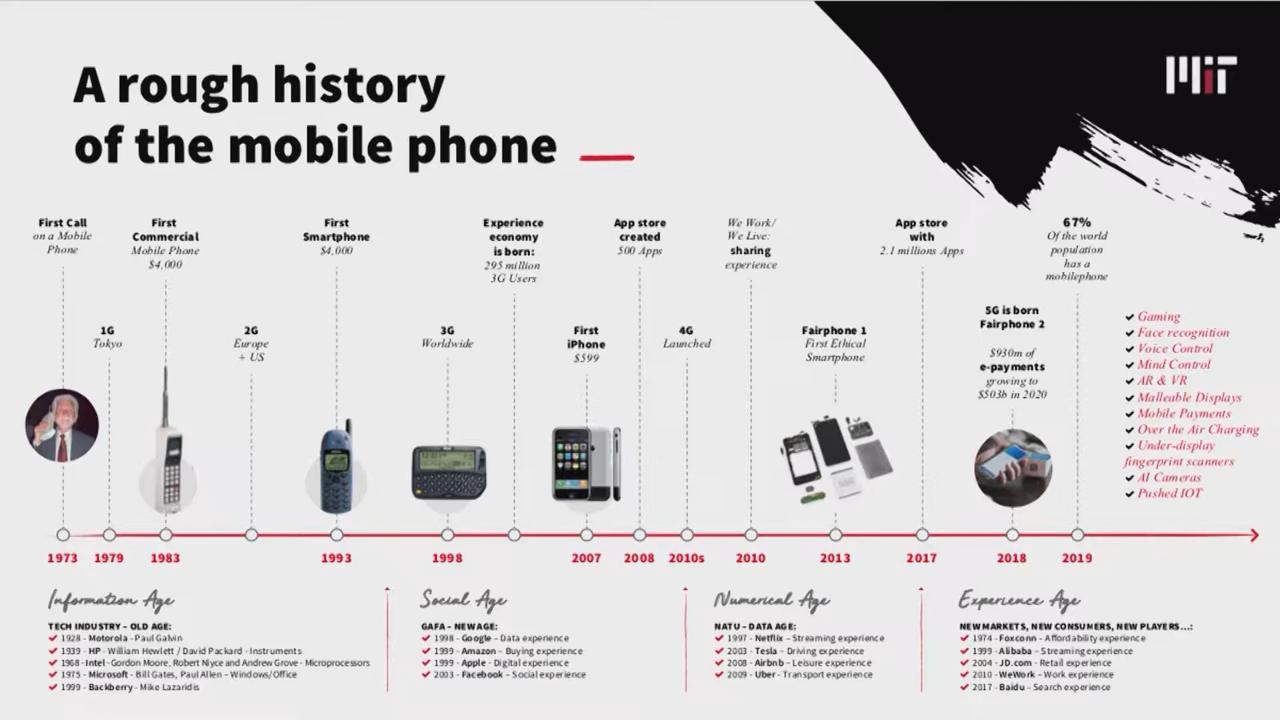 A rough history
of the mobile phone
MiT
First Call
on a Mobile
Phone
First
Commercial
Mobile Phone
$4,000
First
Smartphone
$4,000
Experience
economy
is born:
295 million
3G Users
App store
created
500 Apps
We Work/
We Live:
sharing
experience
App store
with
2.1 millions Apps
67%
Of the world
population
has a
mobilephone
1G
Tokyo
2G
Europe
+ US
3G
Worldwide
First
iPhone
$599
4G
Launched
Fairphone 1
First Ethical
Smartphone
5G is born
Fairphone 2
$930m of
e-payments
growing to
$503b in 2020
Gaming
Face recognition
Voice Control
Mind Control
AR & VR
Malleable Displays
Mobile Payments
Over the Air Charging
Under-display
fingerprint scanners
AI Cameras
Pushed IOT
1973
1979
1983
1993
1998
2007
2008
2010s
2010
2013
2017
2018
2019
Information Age
TECH INDUSTRY – OLD AGE:
1928 - Motorola - Paul Galvin
1939 - HP - William Hewlett / David Packard - Instruments
1968 - Intel - Gordon Moore, Robert Niyce and Andrew Grove - Microprocessors
1975 - Microsoft - Bill Gates, Paul Allen – Windows/Office
1999 - Backberry - Mike Lazaridis
Social Age
GAFA – NEW AGE:
1998 - Google – Data experience
1999 - Amazon – Buying experience
1999 - Apple - Digital experience
2003 - Facebook – Social experience
Numerical Age
NATU – DATA AGE:
1997 - Netflix – Streaming experience
2003 - Tesla – Driving experience
2008 - Airbnb – Leisure experience
2009 - Uber - Transport experience
Experience Age
NEW MARKETS, NEW CONSUMERS, NEW PLAYERS...:
1974 - Foxconn – Affordability experience
1999 - Alibaba – Streaming experience
2004 - JD.com - Retail experience
2010 - WeWork – Work experience
2017 - Baidu – Search experience